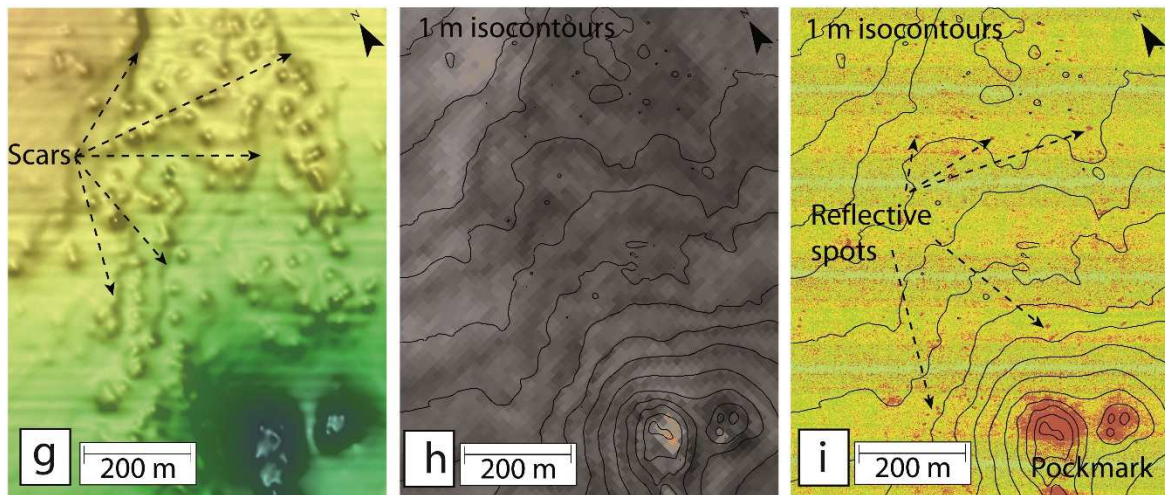 N
Scars
g
200 m
1 m isocontours
N
h
200 m
1 m isocontours
N
Reflective
spots
i
200 m
Pockmark